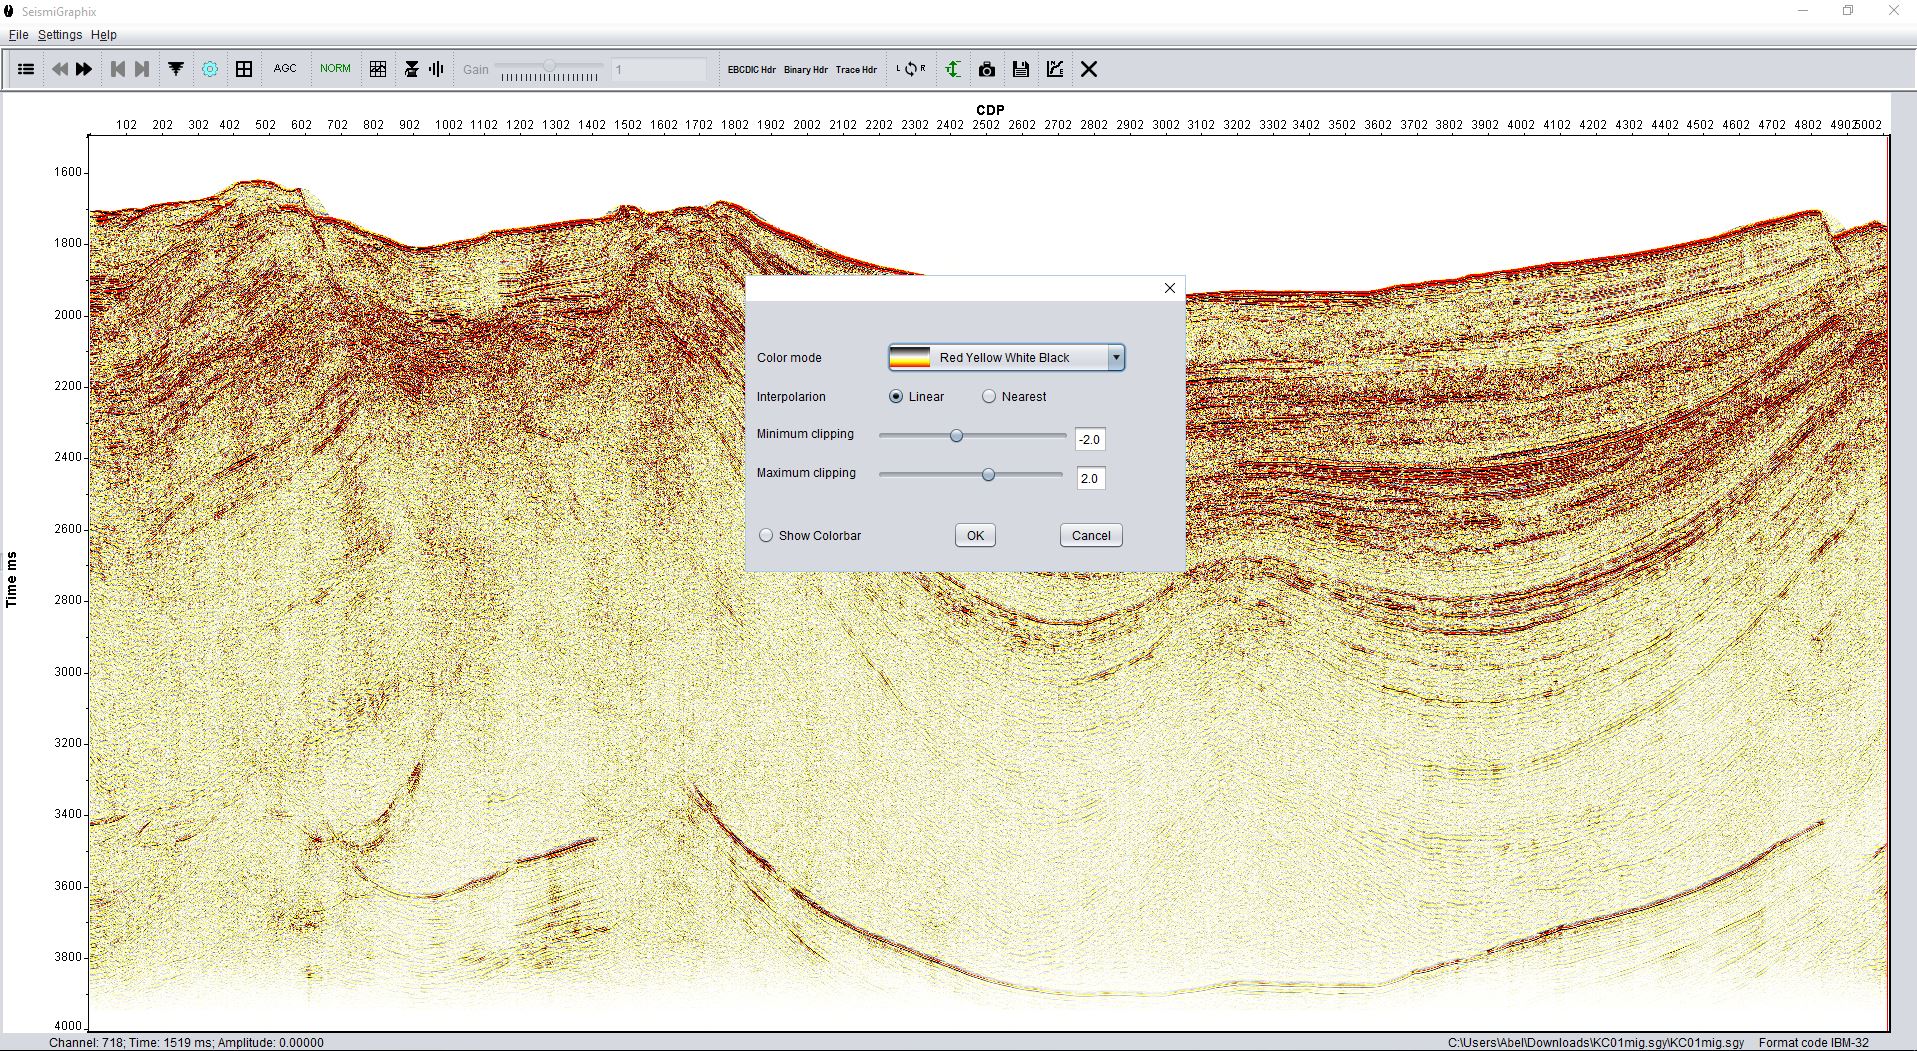 SeismiGraphix
File Settings Help
AGC NORM Gain 1 EBCDIC Hdr Binary Hdr Trace Hdr L R
CDP
102 202 302 402 502 602 702 802 902 1002 1102 1202 1302 1402 1502 1602 1702 1802 1902 2002 2102 2202 2302 2402 2502 2602 2702 2802 2902 3002 3102 3202 3302 3402 3502 3602 3702 3802 3902 4002 4102 4202 4302 4402 4502 4602 4702 4802 4902 5002
1600
1800
2000
2200
2400
2600
2800
3000
3200
3400
3600
3800
4000
Time ms
Color mode Red Yellow White Black
Interpolarion Linear Nearest
Minimum clipping -2.0
Maximum clipping 2.0
Show Colorbar OK Cancel
Channel: 718; Time: 1519 ms; Amplitude: 0.00000 C:\Users\Abel\Downloads\KC01mig.sgy\KC01mig.sgy Format code IBM-32